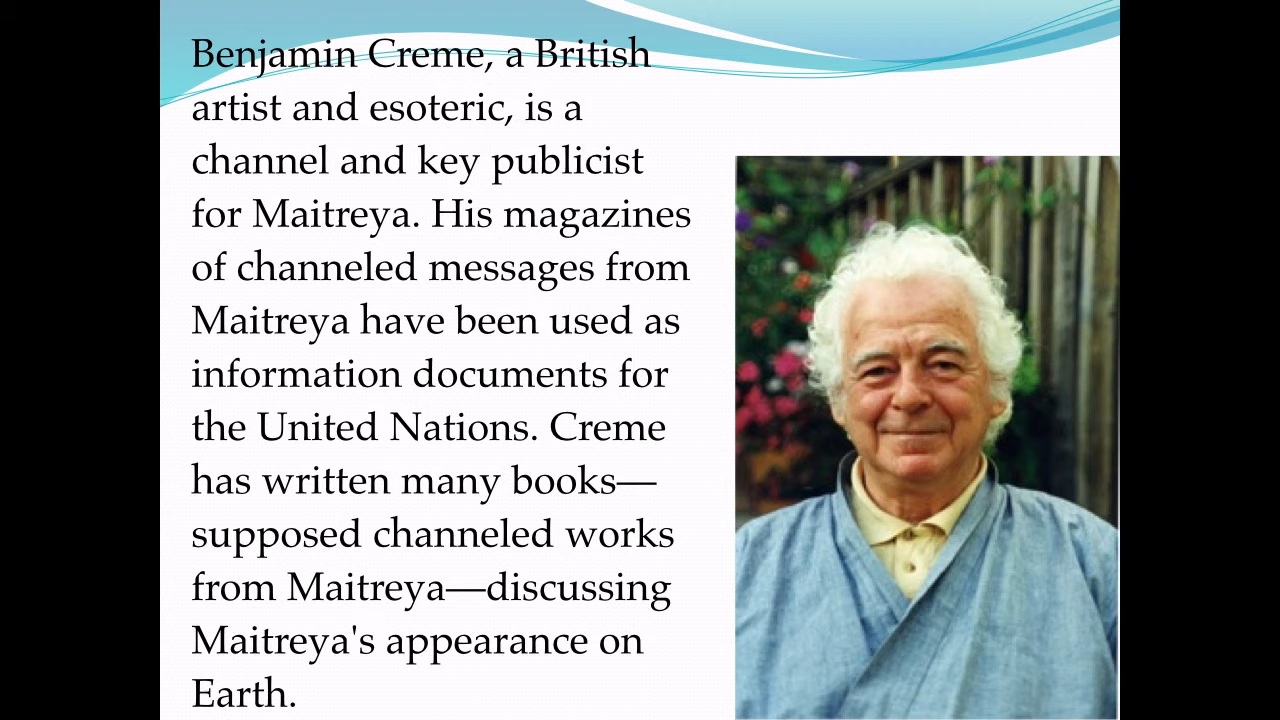 Benjamin Creme, a British
artist and esoteric, is a
channel and key publicist
for Maitreya. His magazines
of channeled messages from
Maitreya have been used as
information documents for
the United Nations. Creme
has written many books—
supposed channeled works
from Maitreya—discussing
Maitreya's appearance on
Earth.